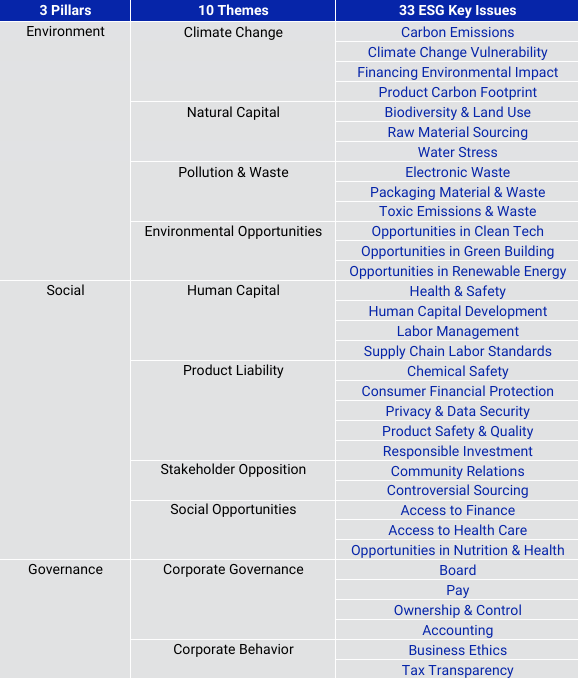 3 Pillars 10 Themes 33 ESG Key Issues
Environment Climate Change Carbon Emissions
Climate Change Vulnerability
Financing Environmental Impact
Product Carbon Footprint
Natural Capital Biodiversity & Land Use
Raw Material Sourcing
Water Stress
Pollution & Waste Electronic Waste
Packaging Material & Waste
Toxic Emissions & Waste
Environmental Opportunities Opportunities in Clean Tech
Opportunities in Green Building
Opportunities in Renewable Energy
Social Human Capital Health & Safety
Human Capital Development
Labor Management
Supply Chain Labor Standards
Product Liability Chemical Safety
Consumer Financial Protection
Privacy & Data Security
Product Safety & Quality
Responsible Investment
Stakeholder Opposition Community Relations
Controversial Sourcing
Social Opportunities Access to Finance
Access to Health Care
Opportunities in Nutrition & Health
Governance Corporate Governance Board
Pay
Ownership & Control
Accounting
Corporate Behavior Business Ethics
Tax Transparency